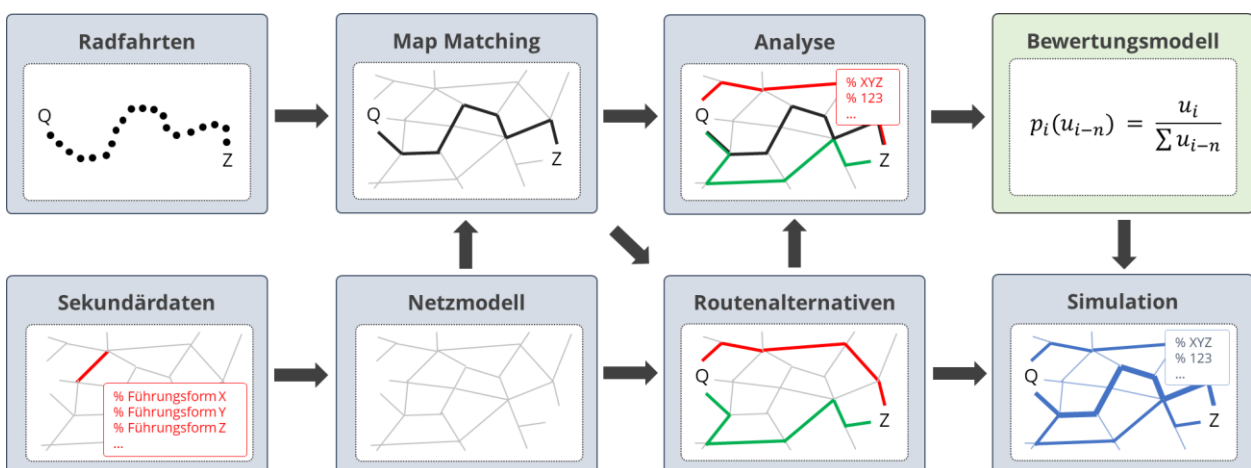 Radfahrten
Q
Z
Map Matching
Q
Z
Analyse
% XYZ
% 123
...
Q
Z
Bewertungsmodell
p_i(u_{i-n}) = u_i / ∑ u_{i-n}
Sekundärdaten
% Führungsform X
% Führungsform Y
% Führungsform Z
...
Netzmodell
Routenalternativen
Q
Z
Simulation
% XYZ
% 123
...
Q
Z